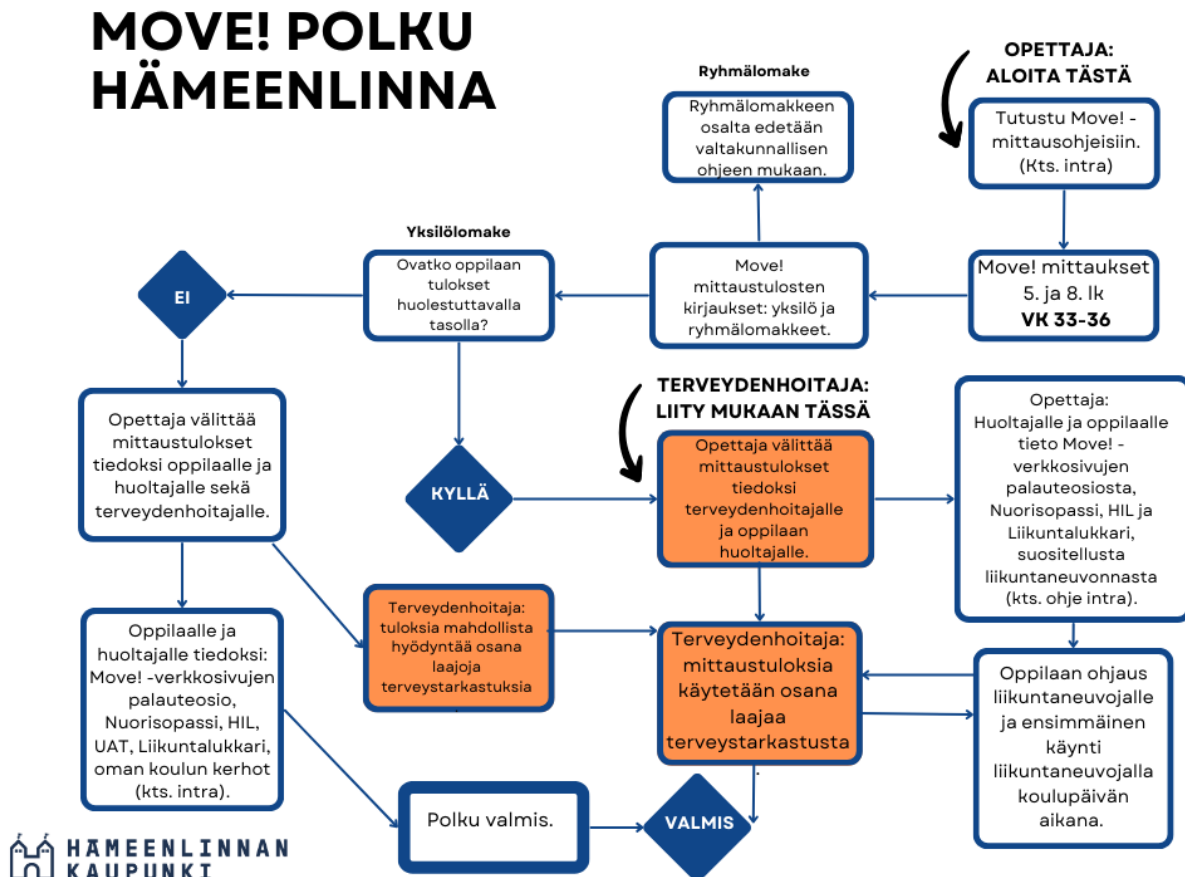 MOVE! POLKU
HÄMEENLINNA
OPETTAJA:
ALOITA TÄSTÄ
Tutustu Move! -
mittausohjeisiin.
(Kts. intra)
Ryhmälomake
Ryhmälomakkeen
osalta edetään
valtakunnallisen
ohjeen mukaan.
Move! mittaukset
5. ja 8. lk
VK 33-36
Move!
mittaustulosten
kirjaukset: yksilö ja
ryhmälomakkeet.
Yksilölomake
Ovatko oppilaan
tulokset
huolestuttavalla
tasolla?
EI
Opettaja välittää
mittaustulokset
tiedoksi oppilaalle ja
huoltajalle sekä
terveydenhoitajalle.
KYLLÄ
TERVEYDENHOITAJA:
LIITY MUKAAN TÄSSÄ
Opettaja välittää
mittaustulokset
tiedoksi
terveydenhoitajalle
ja oppilaan
huoltajalle.
Opettaja:
Huoltajalle ja oppilaalle
tieto Move! -
verkkosivujen
palauteosiosta,
Nuorisopassi, HIL ja
Liikuntalukkari,
suositellusta
liikuntaneuvonnasta
(kts. ohje intra).
Oppilaalle ja
huoltajalle tiedoksi:
Move! -verkkosivujen
palauteosio,
Nuorisopassi, HIL,
UAT, Liikuntalukkari,
oman koulun kerhot
(kts. intra).
Terveydenhoitaja:
tuloksia mahdollista
hyödyntää osana
laajoja
terveystarkastuksia
Terveydenhoitaja:
mittaustuloksia
käytetään osana
laajaa
terveystarkastusta
Oppilaan ohjaus
liikuntaneuvojalle
ja ensimmäinen
käynti
liikuntaneuvojalla
koulupäivän
aikana.
Polku valmis.
VALMIS
HÄMEENLINNAN
KAUPUNKI